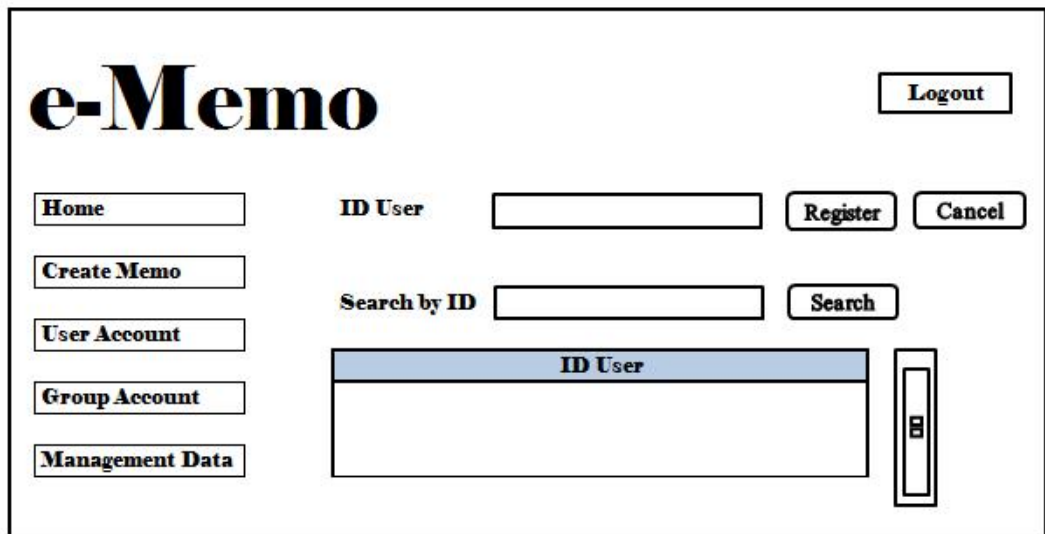 e-Memo
Logout
Home
ID User
Register
Cancel
Create Memo
Search by ID
Search
User Account
ID User
Group Account
Management Data